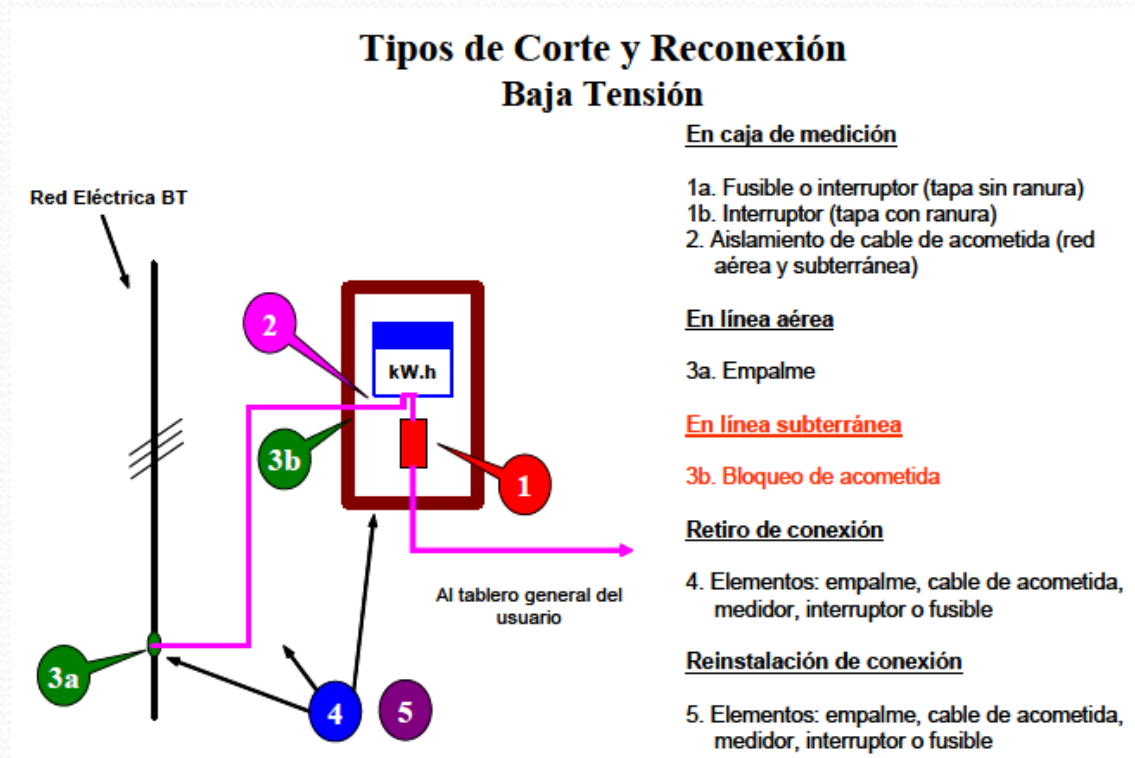 Tipos de Corte y Reconexión
Baja Tensión
Red Eléctrica BT
2
kW.h
3b
1
Al tablero general del
usuario
3a
4
5
En caja de medición
1a. Fusible o interruptor (tapa sin ranura)
1b. Interruptor (tapa con ranura)
2. Aislamiento de cable de acometida (red
aérea y subterránea)
En línea aérea
3a. Empalme
En línea subterránea
3b. Bloqueo de acometida
Retiro de conexión
4. Elementos: empalme, cable de acometida,
medidor, interruptor o fusible
Reinstalación de conexión
5. Elementos: empalme, cable de acometida,
medidor, interruptor o fusible